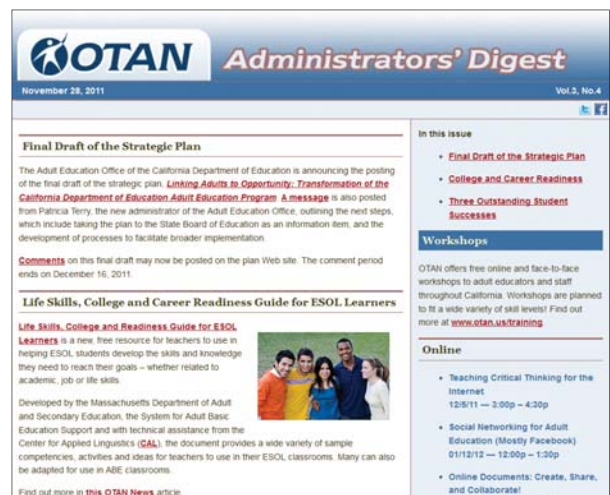 OTAN
Administrators' Digest
November 28, 2011
Vol.3, No.4
Final Draft of the Strategic Plan
The Adult Education Office of the California Department of Education is announcing the posting
of the final draft of the strategic plan, Linking Adults to Opportunity: Transformation of the
California Department of Education Adult Education Program. A message is also posted
from Patricia Terry, the new administrator of the Adult Education Office, outlining the next steps,
which include taking the plan to the State Board of Education as an information item, and the
development of processes to facilitate broader implementation.
Comments on this final draft may now be posted on the plan Web site. The comment period
ends on December 16, 2011.
Life Skills, College and Career Readiness Guide for ESOL Learners
Life Skills, College and Readiness Guide for ESOL
Learners is a new, free resource for teachers to use in
helping ESOL students develop the skills and knowledge
they need to reach their goals – whether related to
academic, job or life skills.
Developed by the Massachusetts Department of Adult
and Secondary Education, the System for Adult Basic
Education Support and with technical assistance from the
Center for Applied Linguistics (CAL), the document provides a wide variety of sample
competencies, activities and ideas for teachers to use in their ESOL classrooms. Many can also
be adapted for use in ABE classrooms.
Find out more in this OTAN News article.
In this issue
• Final Draft of the Strategic Plan
• College and Career Readiness
• Three Outstanding Student
Successes
Workshops
OTAN offers free online and face-to-face
workshops to adult educators and staff
throughout California. Workshops are planned
to fit a wide variety of skill levels! Find out
more at www.otan.us/training.
Online
• Teaching Critical Thinking for the
Internet
12/5/11 — 3:00p – 4:30p
• Social Networking for Adult
Education (Mostly Facebook)
01/12/12 — 12:00p – 1:30p
• Online Documents: Create, Share,
and Collaborate!